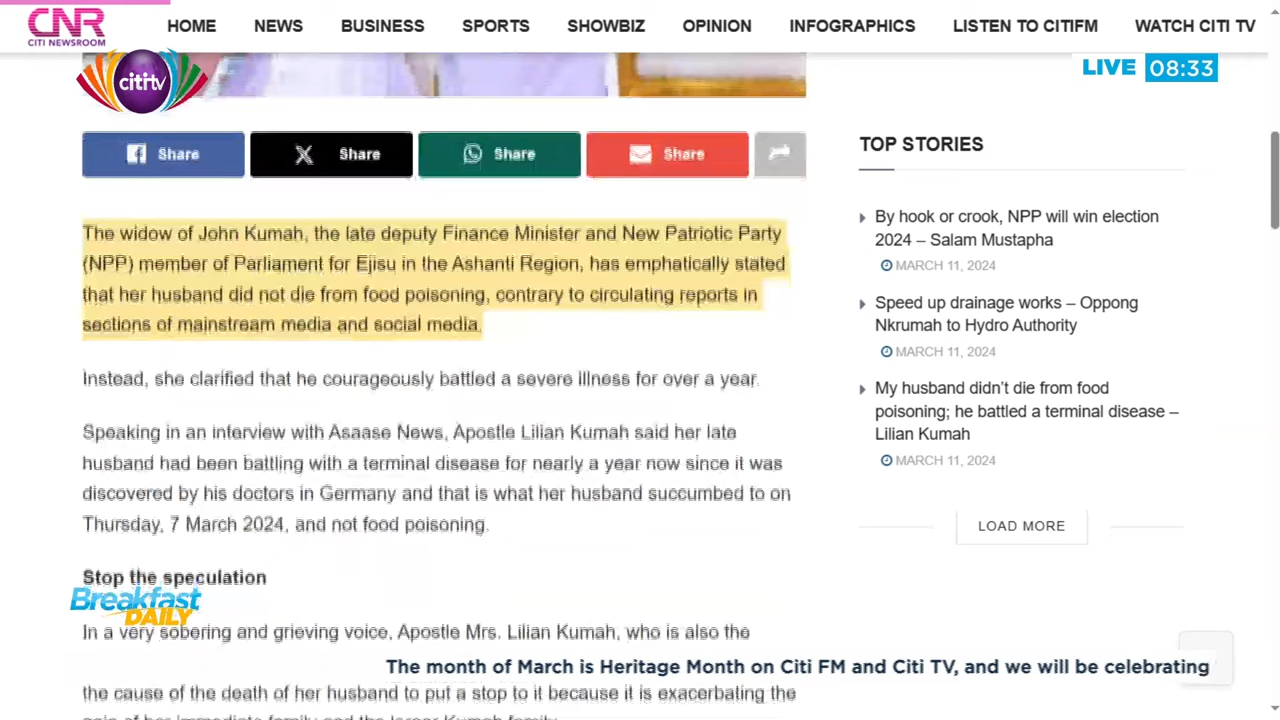 CNR
CITI NEWSROOM
HOME NEWS BUSINESS SPORTS SHOWBIZ OPINION INFOGRAPHICS LISTEN TO CITIFM WATCH CITI TV
cititv
LIVE 08:33
Share Share Share Share
The widow of John Kumah, the late deputy Finance Minister and New Patriotic Party
(NPP) member of Parliament for Ejisu in the Ashanti Region, has emphatically stated
that her husband did not die from food poisoning, contrary to circulating reports in
sections of mainstream media and social media.
Instead, she clarified that he courageously battled a severe illness for over a year.
Speaking in an interview with Asaase News, Apostle Lilian Kumah said her late
husband had been battling with a terminal disease for nearly a year now since it was
discovered by his doctors in Germany and that is what her husband succumbed to on
Thursday, 7 March 2024, and not food poisoning.
Stop the speculation
Breakfast
DAILY
In a very sobering and grieving voice, Apostle Mrs. Lilian Kumah, who is also the
the cause of the death of her husband to put a stop to it because it is exacerbating the
TOP STORIES
By hook or crook, NPP will win election
2024 – Salam Mustapha
MARCH 11, 2024
Speed up drainage works – Oppong
Nkrumah to Hydro Authority
MARCH 11, 2024
My husband didn't die from food
poisoning; he battled a terminal disease –
Lilian Kumah
MARCH 11, 2024
LOAD MORE
The month of March is Heritage Month on Citi FM and Citi TV, and we will be celebrating